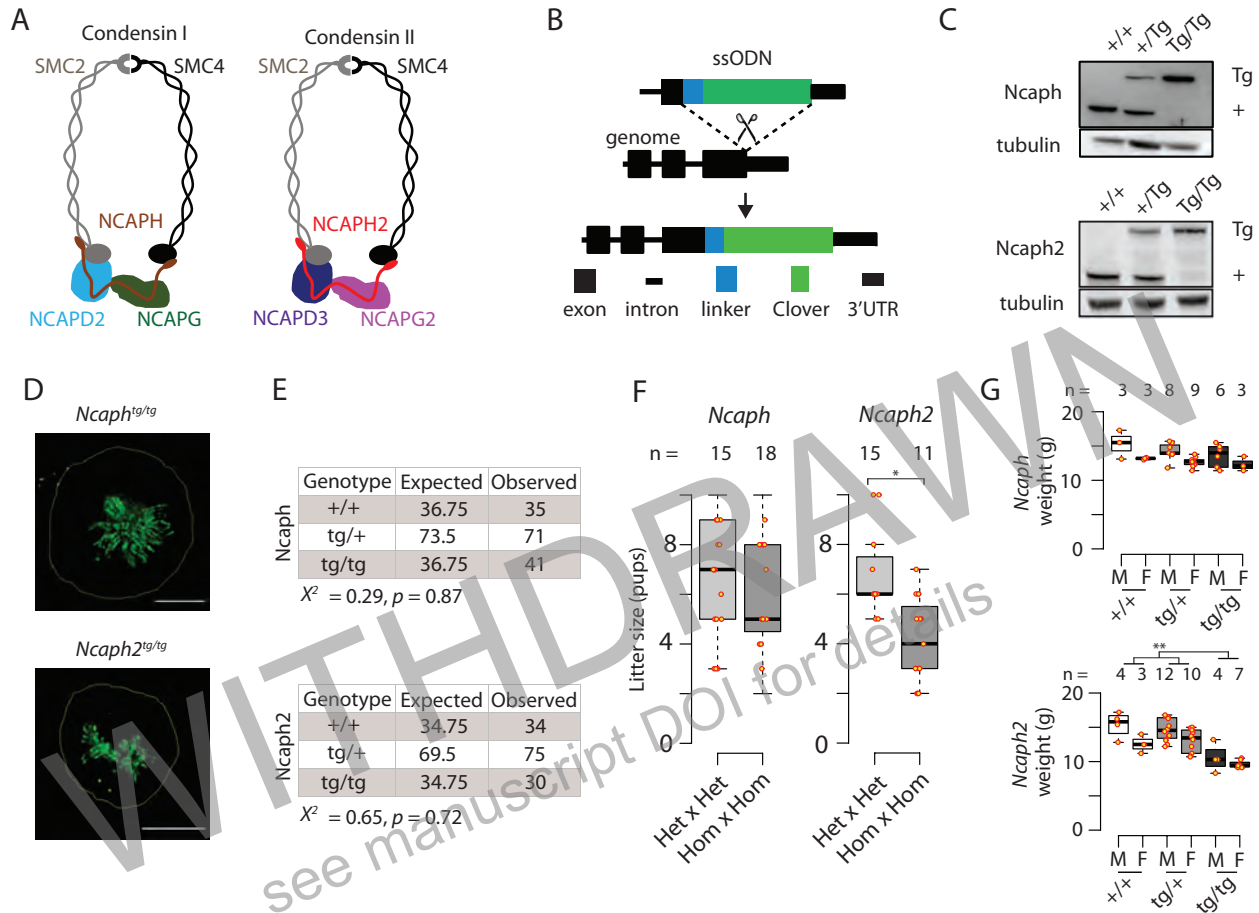 A
Condensin I
SMC2
SMC4
NCAPH
NCAPD2
NCAPG
Condensin II
SMC2
SMC4
NCAPH2
NCAPD3
NCAPG2
B
ssODN
genome
exon
intron
linker
Clover
3'UTR
C
+/+
+/Tg
Tg/Tg
Ncaph
Tg
+
tubulin
+/+
+/Tg
Tg/Tg
Ncaph2
Tg
+
tubulin
D
Ncaph^tg/tg
Ncaph2^tg/tg
E
Ncaph
Genotype Expected Observed
+/+ 36.75 35
tg/+ 73.5 71
tg/tg 36.75 41
X² = 0.29, p = 0.87
Ncaph2
Genotype Expected Observed
+/+ 34.75 34
tg/+ 69.5 75
tg/tg 34.75 30
X² = 0.65, p = 0.72
F
Ncaph
Ncaph2
n = 15 18
15 11
*
Litter size (pups)
8
4
0
8
4
0
Het x Het
Hom x Hom
Het x Het
Hom x Hom
G
n = 3 3 8 9 6 3
Ncaph
weight (g)
20
10
0
M F M F M F
+/+ tg/+ tg/tg
**
n = 4 3 12 10 4 7
Ncaph2
weight (g)
20
10
0
M F M F M F
+/+ tg/+ tg/tg
WITHDRAWN
see manuscript DOI for details